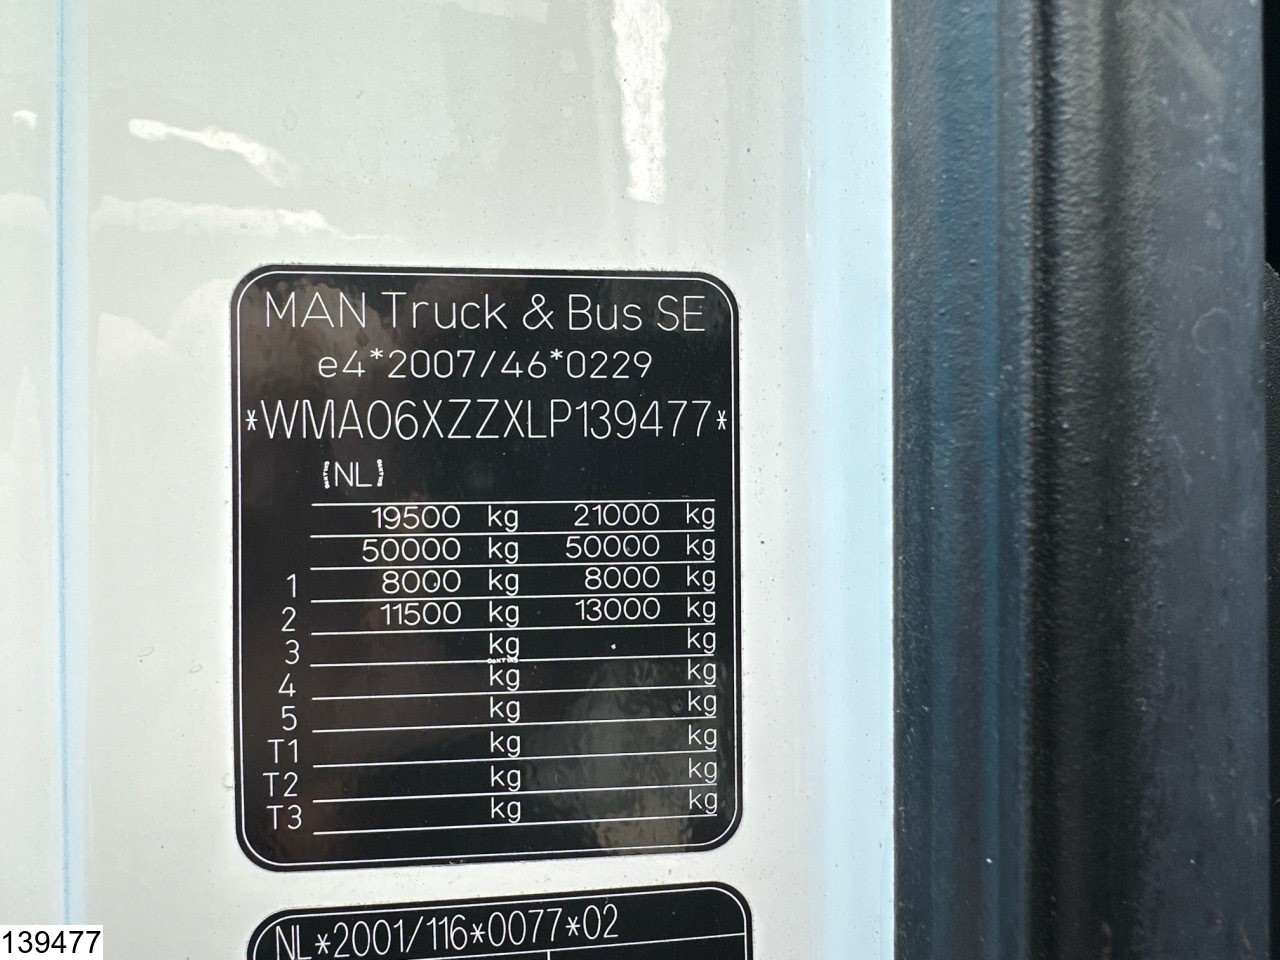 MAN Truck & Bus SE
e4*2007/46*0229
*WMA06XZZXLP139477*
(NL)
19500 kg 21000 kg
50000 kg 50000 kg
1 8000 kg 8000 kg
2 11500 kg 13000 kg
3 kg kg
4 kg kg
5 kg kg
T1 kg kg
T2 kg kg
T3 kg kg
NL*2001/116*0077*02
139477